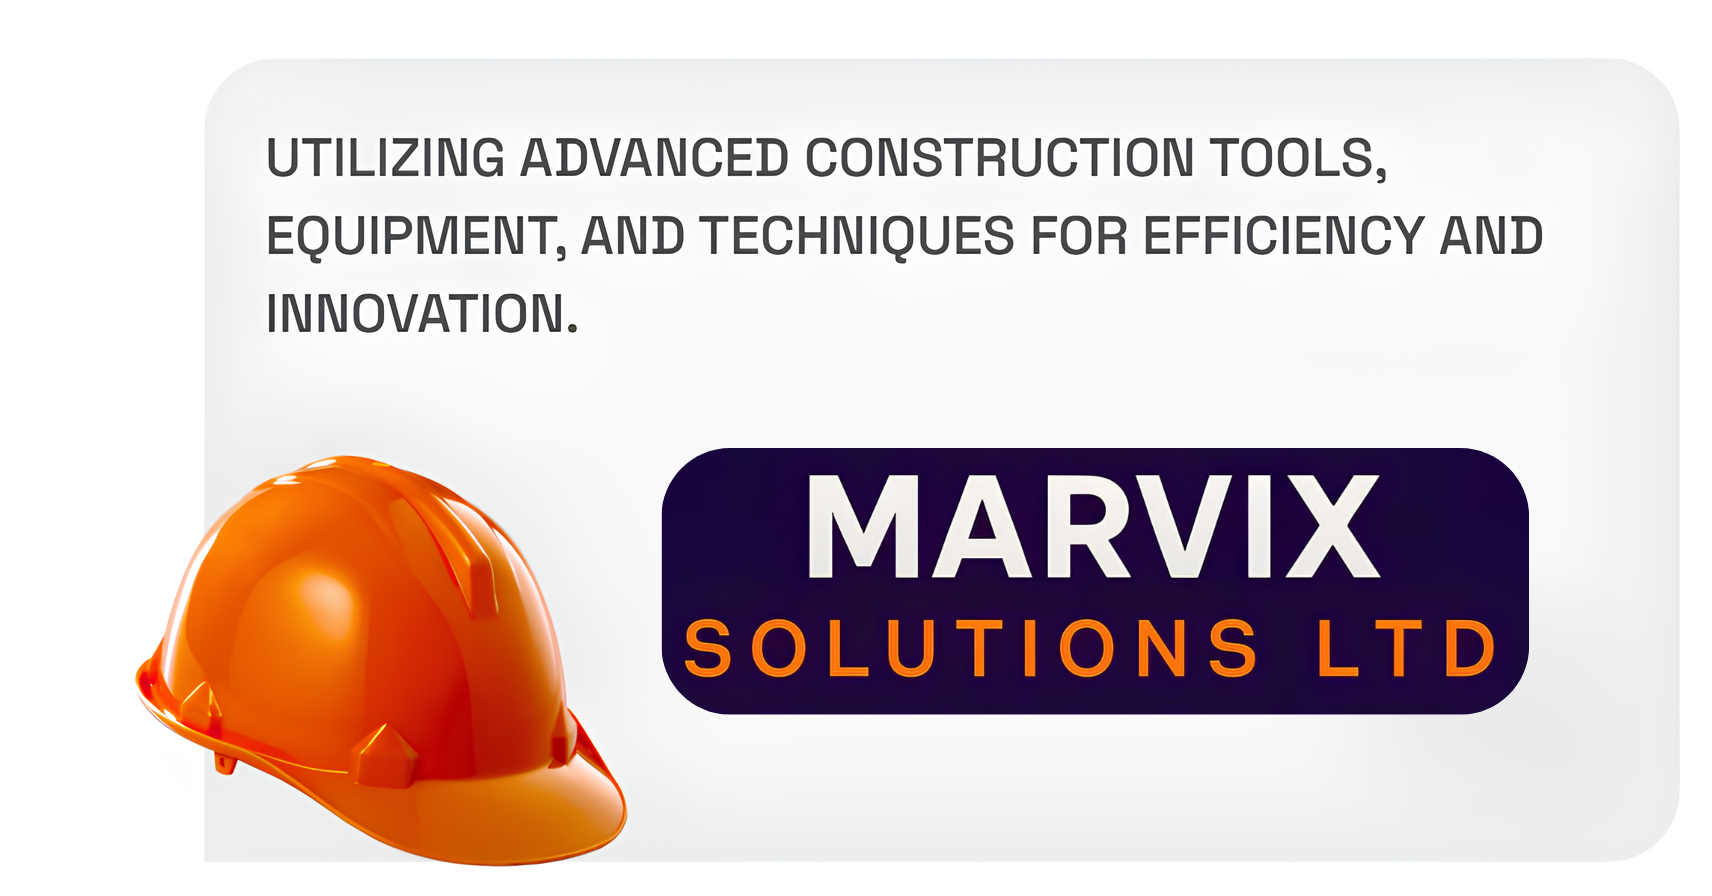 UTILIZING ADVANCED CONSTRUCTION TOOLS,
EQUIPMENT, AND TECHNIQUES FOR EFFICIENCY AND
INNOVATION.
MARVIX
SOLUTIONS LTD